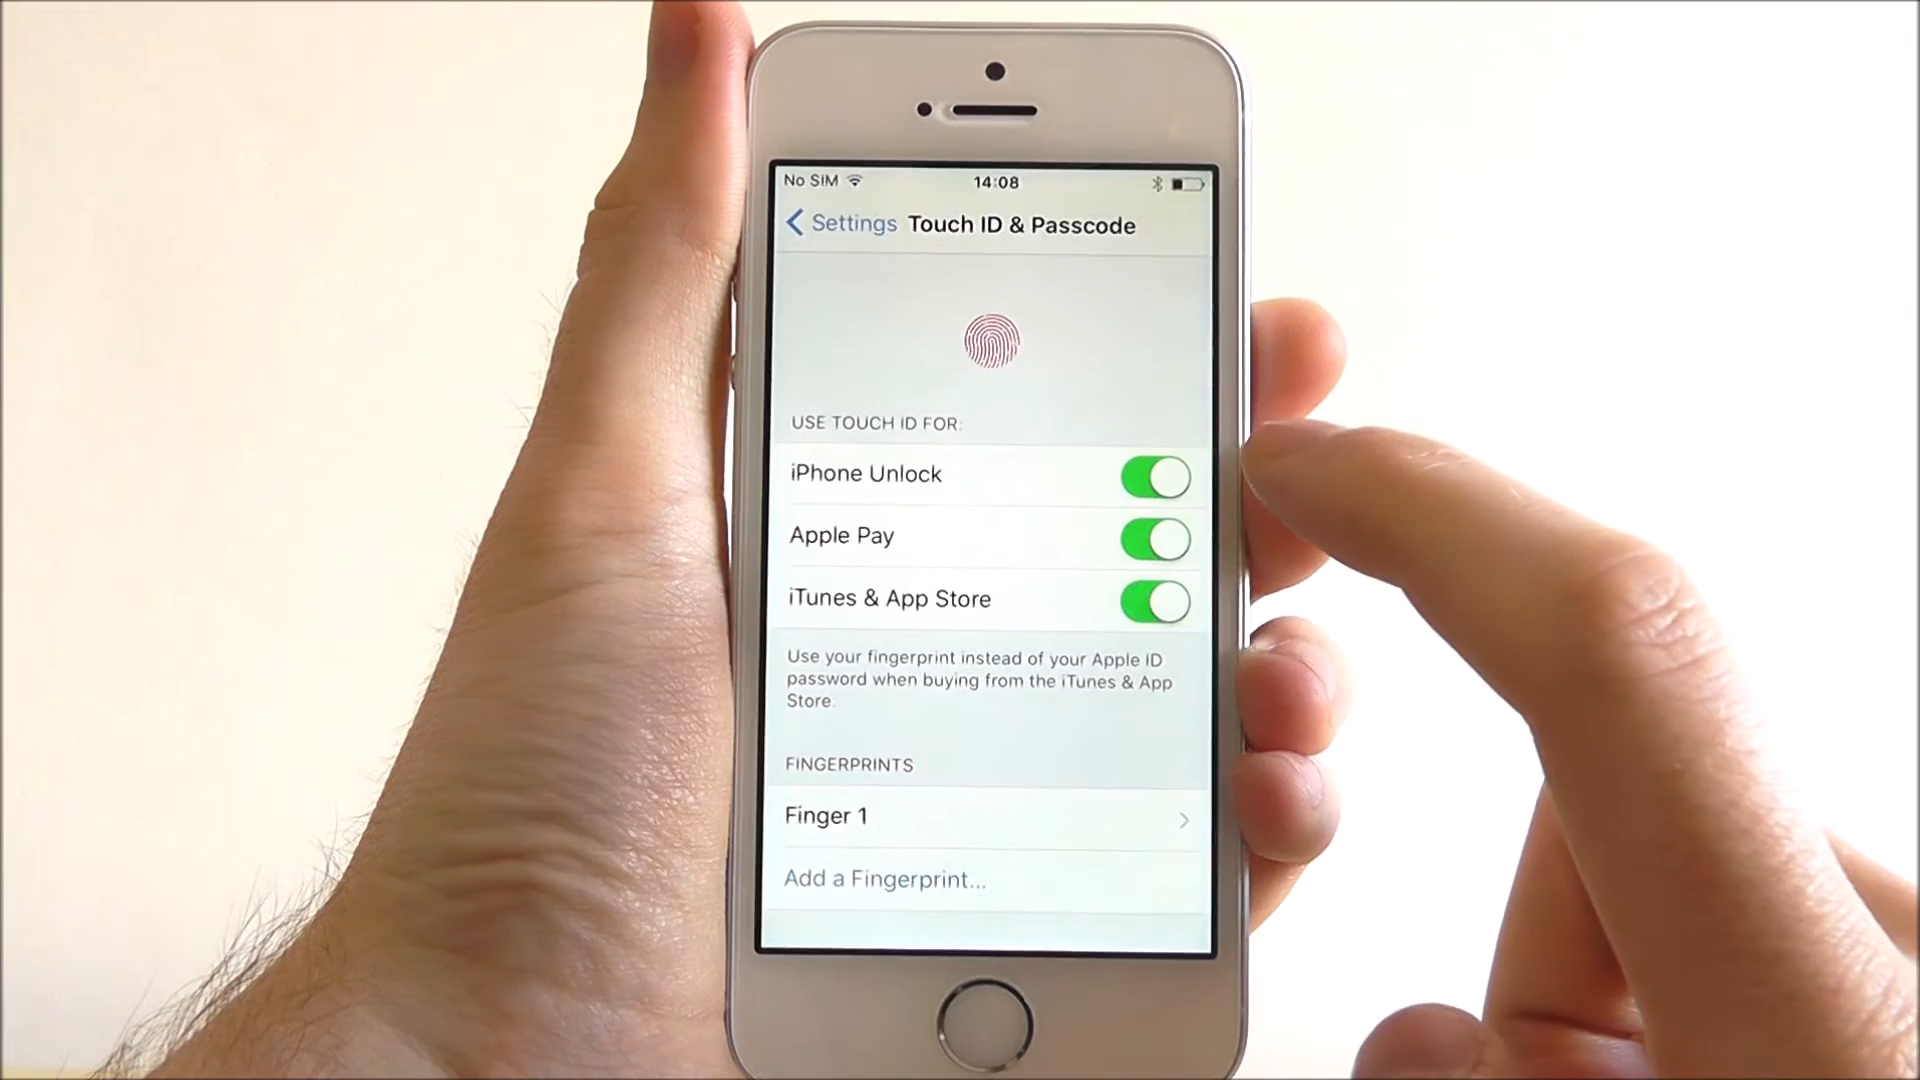 No SIM 14:08
Settings Touch ID & Passcode
USE TOUCH ID FOR:
iPhone Unlock
Apple Pay
iTunes & App Store
Use your fingerprint instead of your Apple ID
password when buying from the iTunes & App
Store.
FINGERPRINTS
Finger 1
Add a Fingerprint...